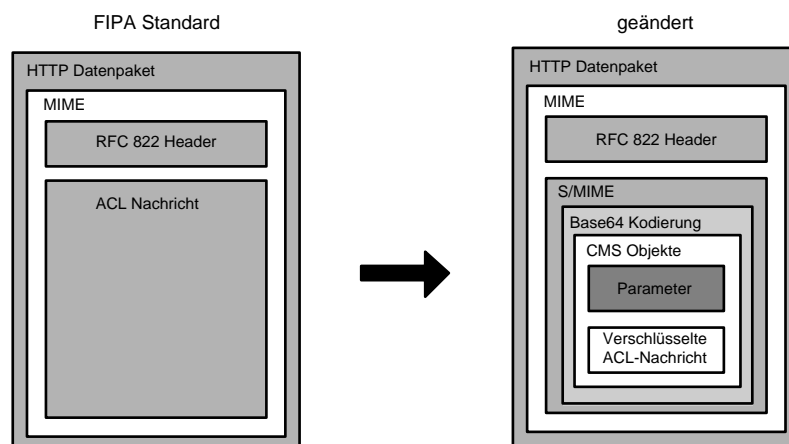 FIPA Standard
HTTP Datenpaket
MIME
RFC 822 Header
ACL Nachricht
geändert
HTTP Datenpaket
MIME
RFC 822 Header
S/MIME
Base64 Kodierung
CMS Objekte
Parameter
Verschlüsselte
ACL-Nachricht